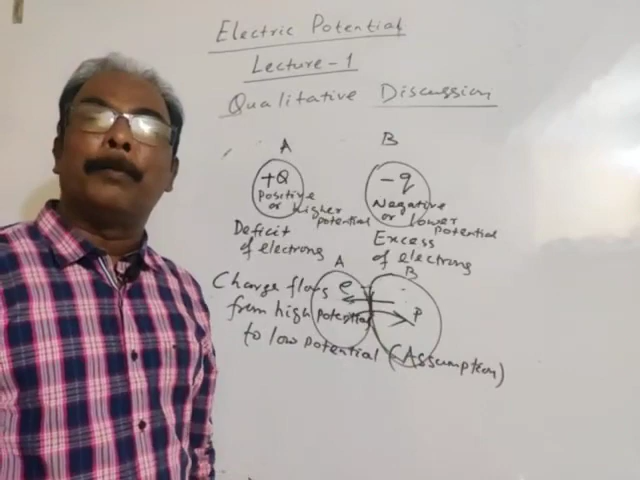 Electric Potential
Lecture-1
Qualitative Discussion
A
B
+Q
Positive
or higher
potential
Deficit
of electrons
-q
Negative
or lower
potential
Excess
of electrons
A
B
Charge flows e-
from high potential P
to low potential (Assumption)